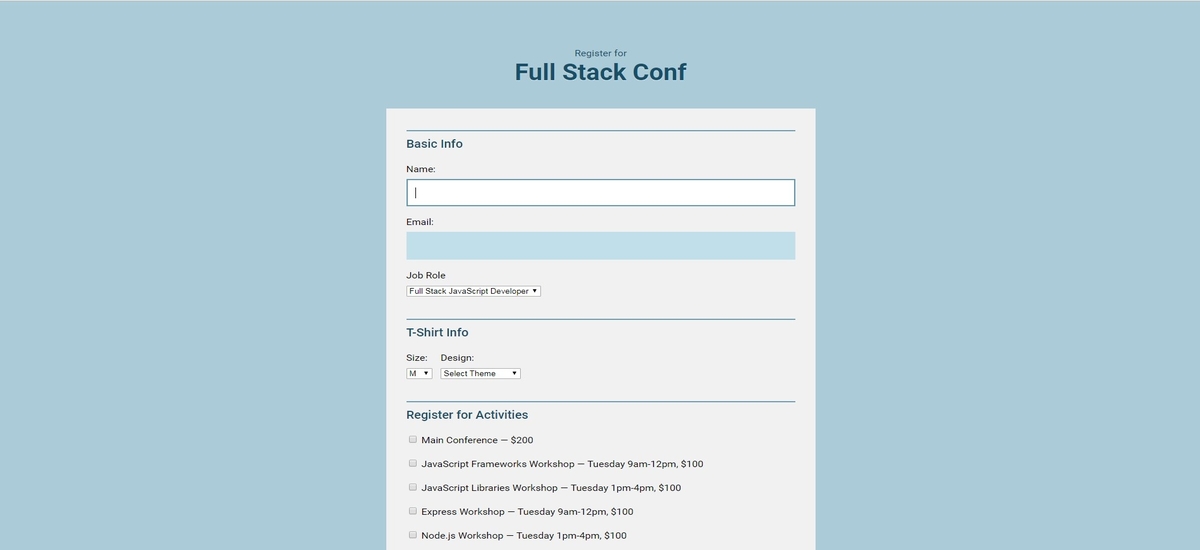 Register for
Full Stack Conf
Basic Info
Name:
Email:
Job Role
Full Stack JavaScript Developer
T-Shirt Info
Size: Design:
M Select Theme
Register for Activities
Main Conference — $200
JavaScript Frameworks Workshop — Tuesday 9am-12pm, $100
JavaScript Libraries Workshop — Tuesday 1pm-4pm, $100
Express Workshop — Tuesday 9am-12pm, $100
Node.js Workshop — Tuesday 1pm-4pm, $100